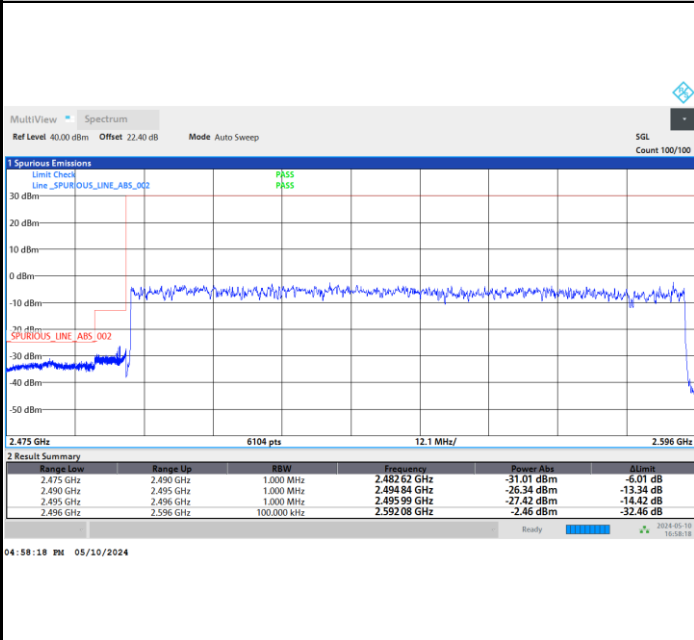 MultiView Spectrum
Ref Level 40.00 dBm Offset 22.40 dB Mode Auto Sweep SGL
Count 100/100
1 Spurious Emissions
Limit Check PASS
Line _SPURIOUS_LINE_ABS_002 PASS
30 dBm
20 dBm
10 dBm
0 dBm
-10 dBm
-20 dBm
_SPURIOUS_LINE_ABS_002
-30 dBm
-40 dBm
-50 dBm
2.475 GHz 6104 pts 12.1 MHz/ 2.596 GHz
2 Result Summary
Range Low Range Up RBW Frequency Power Abs ΔLimit
2.475 GHz 2.490 GHz 1.000 MHz 2.482 62 GHz -31.01 dBm -6.01 dB
2.490 GHz 2.495 GHz 1.000 MHz 2.494 84 GHz -26.34 dBm -13.34 dB
2.495 GHz 2.496 GHz 1.000 MHz 2.495 99 GHz -27.42 dBm -14.42 dB
2.496 GHz 2.596 GHz 100.000 kHz 2.592 08 GHz -2.46 dBm -32.46 dB
Ready 2024-05-10
16:58:18
04:58:18 PM 05/10/2024